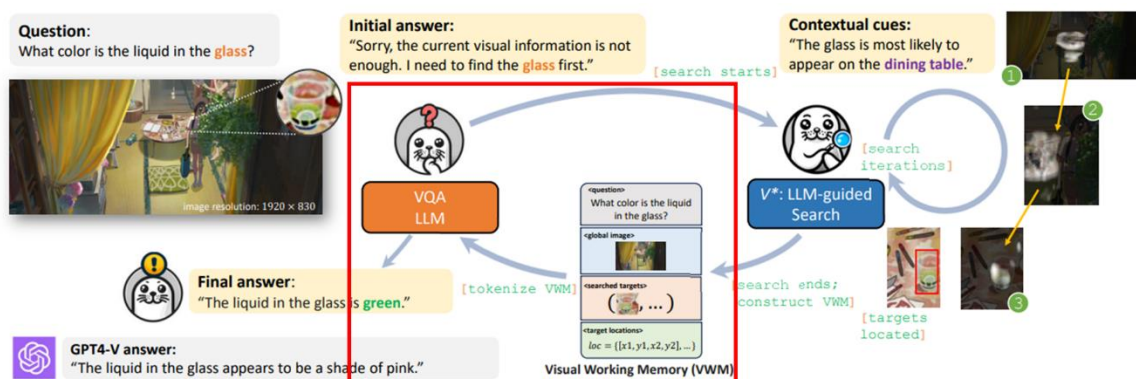 Question:
What color is the liquid in the glass?
image resolution: 1920 × 830
Initial answer:
“Sorry, the current visual information is not
enough. I need to find the glass first.”
[search starts]
Contextual cues:
“The glass is most likely to
appear on the dining table.”
1
2
3
?
VQA
LLM
V*: LLM-guided
Search
[search
iterations]
<question>
What color is the liquid
in the glass?
<global image>
<searched targets>
( , ... )
<target locations>
loc = {[x1, y1, x2, y2], ...}
Visual Working Memory (VWM)
[tokenize VWM]
[search ends;
construct VWM]
[targets
located]
!
Final answer:
“The liquid in the glass is green.”
GPT4-V answer:
“The liquid in the glass appears to be a shade of pink.”